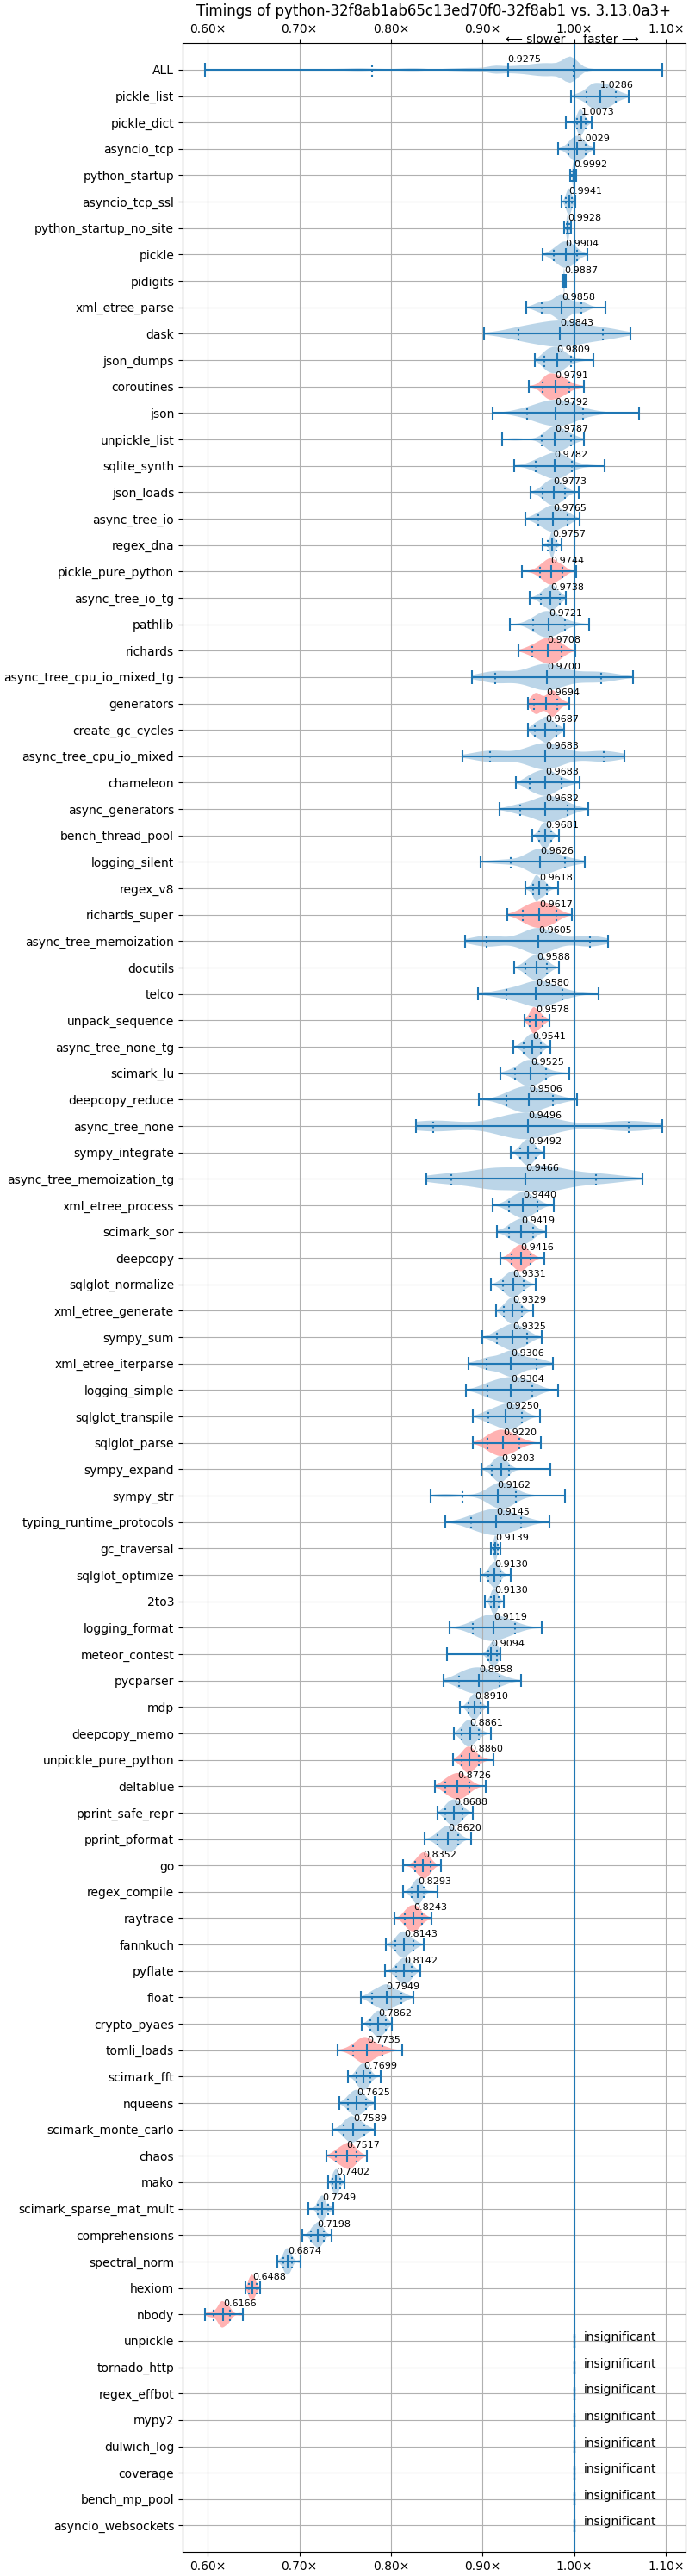 Timings of python-32f8ab1ab65c13ed70f0-32f8ab1 vs. 3.13.0a3+
0.60× 0.70× 0.80× 0.90× 1.00× 1.10×
⟵ slower faster ⟶
ALL 0.9275
pickle_list 1.0286
pickle_dict 1.0073
asyncio_tcp 1.0029
python_startup 0.9992
asyncio_tcp_ssl 0.9941
python_startup_no_site 0.9928
pickle 0.9904
pidigits 0.9887
xml_etree_parse 0.9858
dask 0.9843
json_dumps 0.9809
coroutines 0.9791
json 0.9792
unpickle_list 0.9787
sqlite_synth 0.9782
json_loads 0.9773
async_tree_io 0.9765
regex_dna 0.9757
pickle_pure_python 0.9744
async_tree_io_tg 0.9738
pathlib 0.9721
richards 0.9708
async_tree_cpu_io_mixed_tg 0.9700
generators 0.9694
create_gc_cycles 0.9687
async_tree_cpu_io_mixed 0.9683
chameleon 0.9683
async_generators 0.9682
bench_thread_pool 0.9681
logging_silent 0.9626
regex_v8 0.9618
richards_super 0.9617
async_tree_memoization 0.9605
docutils 0.9588
telco 0.9580
unpack_sequence 0.9578
async_tree_none_tg 0.9541
scimark_lu 0.9525
deepcopy_reduce 0.9506
async_tree_none 0.9496
sympy_integrate 0.9492
async_tree_memoization_tg 0.9466
xml_etree_process 0.9440
scimark_sor 0.9419
deepcopy 0.9416
sqlglot_normalize 0.9331
xml_etree_generate 0.9329
sympy_sum 0.9325
xml_etree_iterparse 0.9306
logging_simple 0.9304
sqlglot_transpile 0.9250
sqlglot_parse 0.9220
sympy_expand 0.9203
sympy_str 0.9162
typing_runtime_protocols 0.9145
gc_traversal 0.9139
sqlglot_optimize 0.9130
2to3 0.9130
logging_format 0.9119
meteor_contest 0.9094
pycparser 0.8958
mdp 0.8910
deepcopy_memo 0.8861
unpickle_pure_python 0.8860
deltablue 0.8726
pprint_safe_repr 0.8688
pprint_pformat 0.8620
go 0.8352
regex_compile 0.8293
raytrace 0.8243
fannkuch 0.8143
pyflate 0.8142
float 0.7949
crypto_pyaes 0.7862
tomli_loads 0.7735
scimark_fft 0.7699
nqueens 0.7625
scimark_monte_carlo 0.7589
chaos 0.7517
mako 0.7402
scimark_sparse_mat_mult 0.7249
comprehensions 0.7198
spectral_norm 0.6874
hexiom 0.6488
nbody 0.6166
unpickle insignificant
tornado_http insignificant
regex_effbot insignificant
mypy2 insignificant
dulwich_log insignificant
coverage insignificant
bench_mp_pool insignificant
asyncio_websockets insignificant
0.60× 0.70× 0.80× 0.90× 1.00× 1.10×